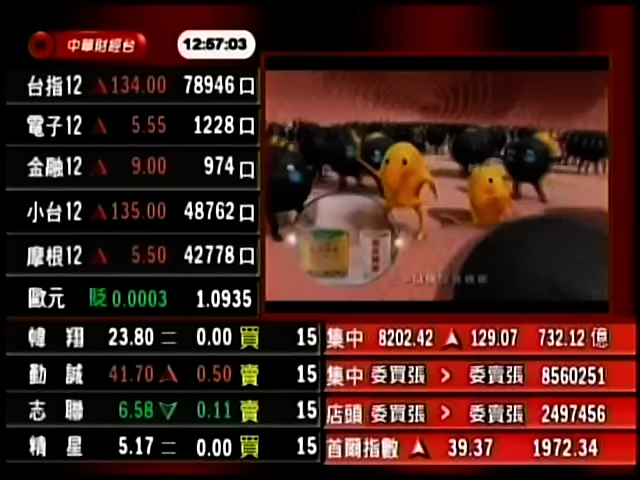 中華財經台 12:57:03
台指12 134.00 78946口
電子12 5.55 1228口
金融12 9.00 974口
小台12 135.00 48762口
摩根12 5.50 42778口
歐元 貶0.0003 1.0935
幃翔 23.80 0.00 買 15
勤誠 41.70 0.50 賣 15
志聯 6.58 0.11 賣 15
精星 5.17 0.00 買 15
集中 8202.42 129.07 732.12億
集中 委買張 > 委賣張 8560251
店頭 委買張 > 委賣張 2497456
首爾指數 39.37 1972.34